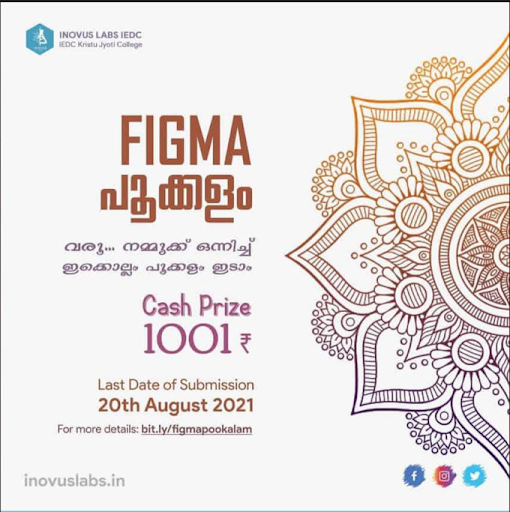 INOVUS LABS IEDC
IEDC Kristu Jyoti College
FIGMA
പൂക്കളം
വരു... നമ്മുക്ക് ഒന്നിച്ച്
ഇക്കൊല്ലം പൂക്കളം ഇടാം
Cash Prize
1001 ₹
Last Date of Submission
20th August 2021
For more details: bit.ly/figmapookalam
inovuslabs.in